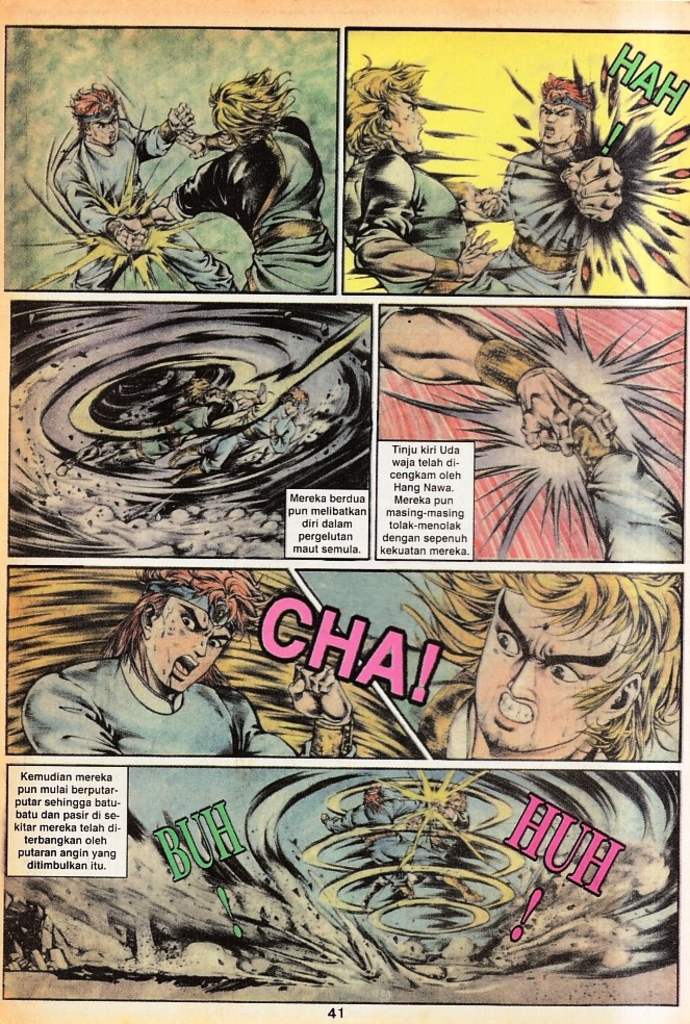 HAH
!
Mereka berdua
pun melibatkan
diri dalam
pergelutan
maut semula.
Tinju kiri Uda
waja telah di-
cengkam oleh
Hang Nawa.
Mereka pun
masing-masing
tolak-menolak
dengan sepenuh
kekuatan mereka.
CHA!
Kemudian mereka
pun mulai berputar-
putar sehingga batu-
batu dan pasir di se-
kitar mereka telah di-
terbangkan oleh
putaran angin yang
ditimbulkan itu.
BUH
!
HUH
!
41